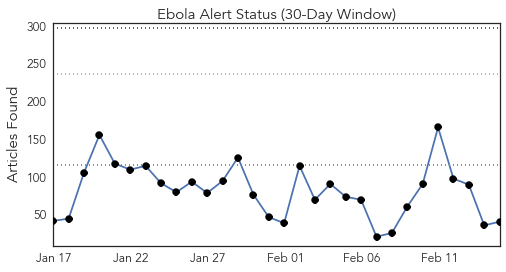 Ebola Alert Status (30-Day Window)
300
250
200
150
100
50
Articles Found
Jan 17 Jan 22 Jan 27 Feb 01 Feb 06 Feb 11